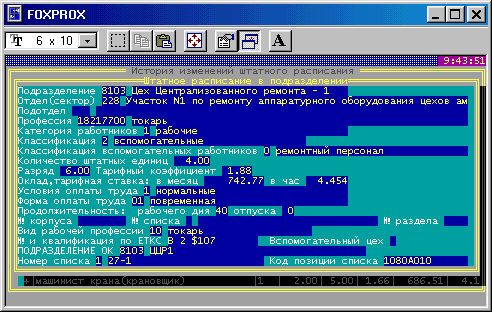 FOXPROX
6 x 10
9:43:51
История изменений штатного расписания
Штатное расписание в подразделении
Подразделение 8103 Цех Централизованного ремонта - 1
Отдел(сектор) 228 Участок N1 по ремонту аппаратурного оборудования цехов ам
Подотдел
Профессия 18217700 токарь
Категория работников 1 рабочие
Классификация 2 вспомогательные
Классификация вспомогательных работников 0 ремонтный персонал
Количество штатных единиц 4.00
Разряд 6.00 Тарифный коэффициент 1.88
Оклад,тарифная ставка: в месяц 742.77 в час 4.454
Условия оплаты труда 1 нормальные
Форма оплаты труда 01 повременная
Продолжительность: рабочего дня 40 отпуска 0
№ корпуса № списка № раздела
Вид рабочей профессии 10 токарь
№ и квалификация по ЕТКС В 2 $107 Вспомогательный цех
ПОДРАЗДЕЛЕНИЕ ОК 8103 ЦЦР1
Номер списка 1 27-1 Код позиции списка 1080A010
+ машинист крана(крановщик) 1 2.00 5.00 1.66 686.51 4.1